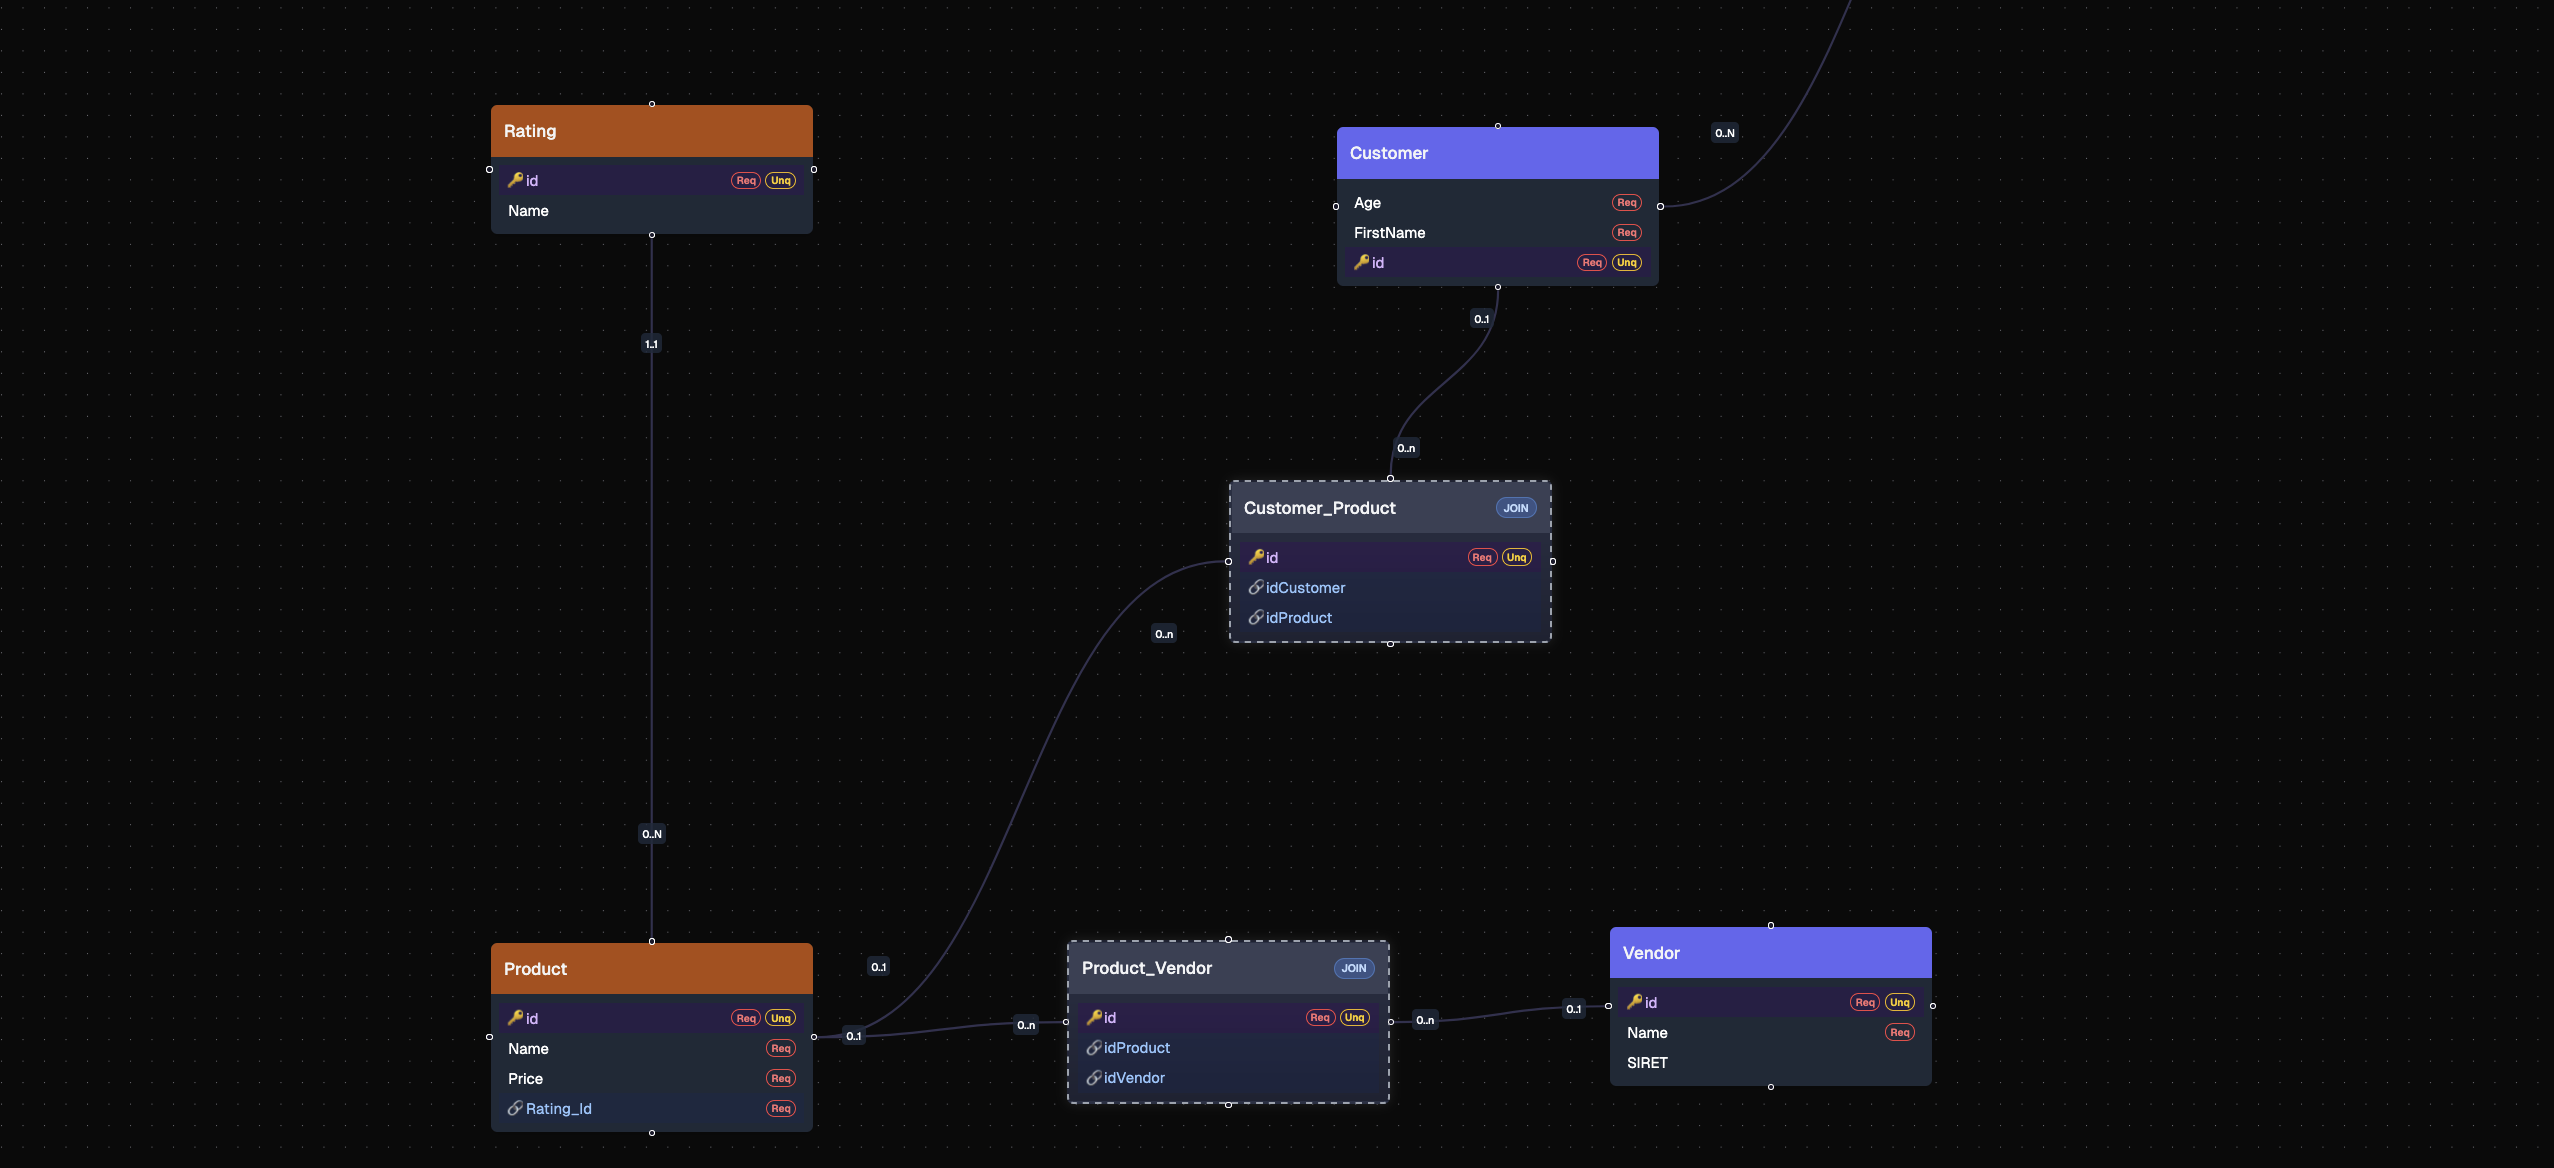 Rating
id Req Unq
Name
1..1
0..N
Customer
Age Req
FirstName Req
id Req Unq
0..N
0..1
0..n
Customer_Product JOIN
id Req Unq
idCustomer
idProduct
0..n
0..1
Product
id Req Unq
Name Req
Price Req
Rating_Id Req
0..1
0..n
Product_Vendor JOIN
id Req Unq
idProduct
idVendor
0..n
0..1
Vendor
id Req Unq
Name Req
SIRET